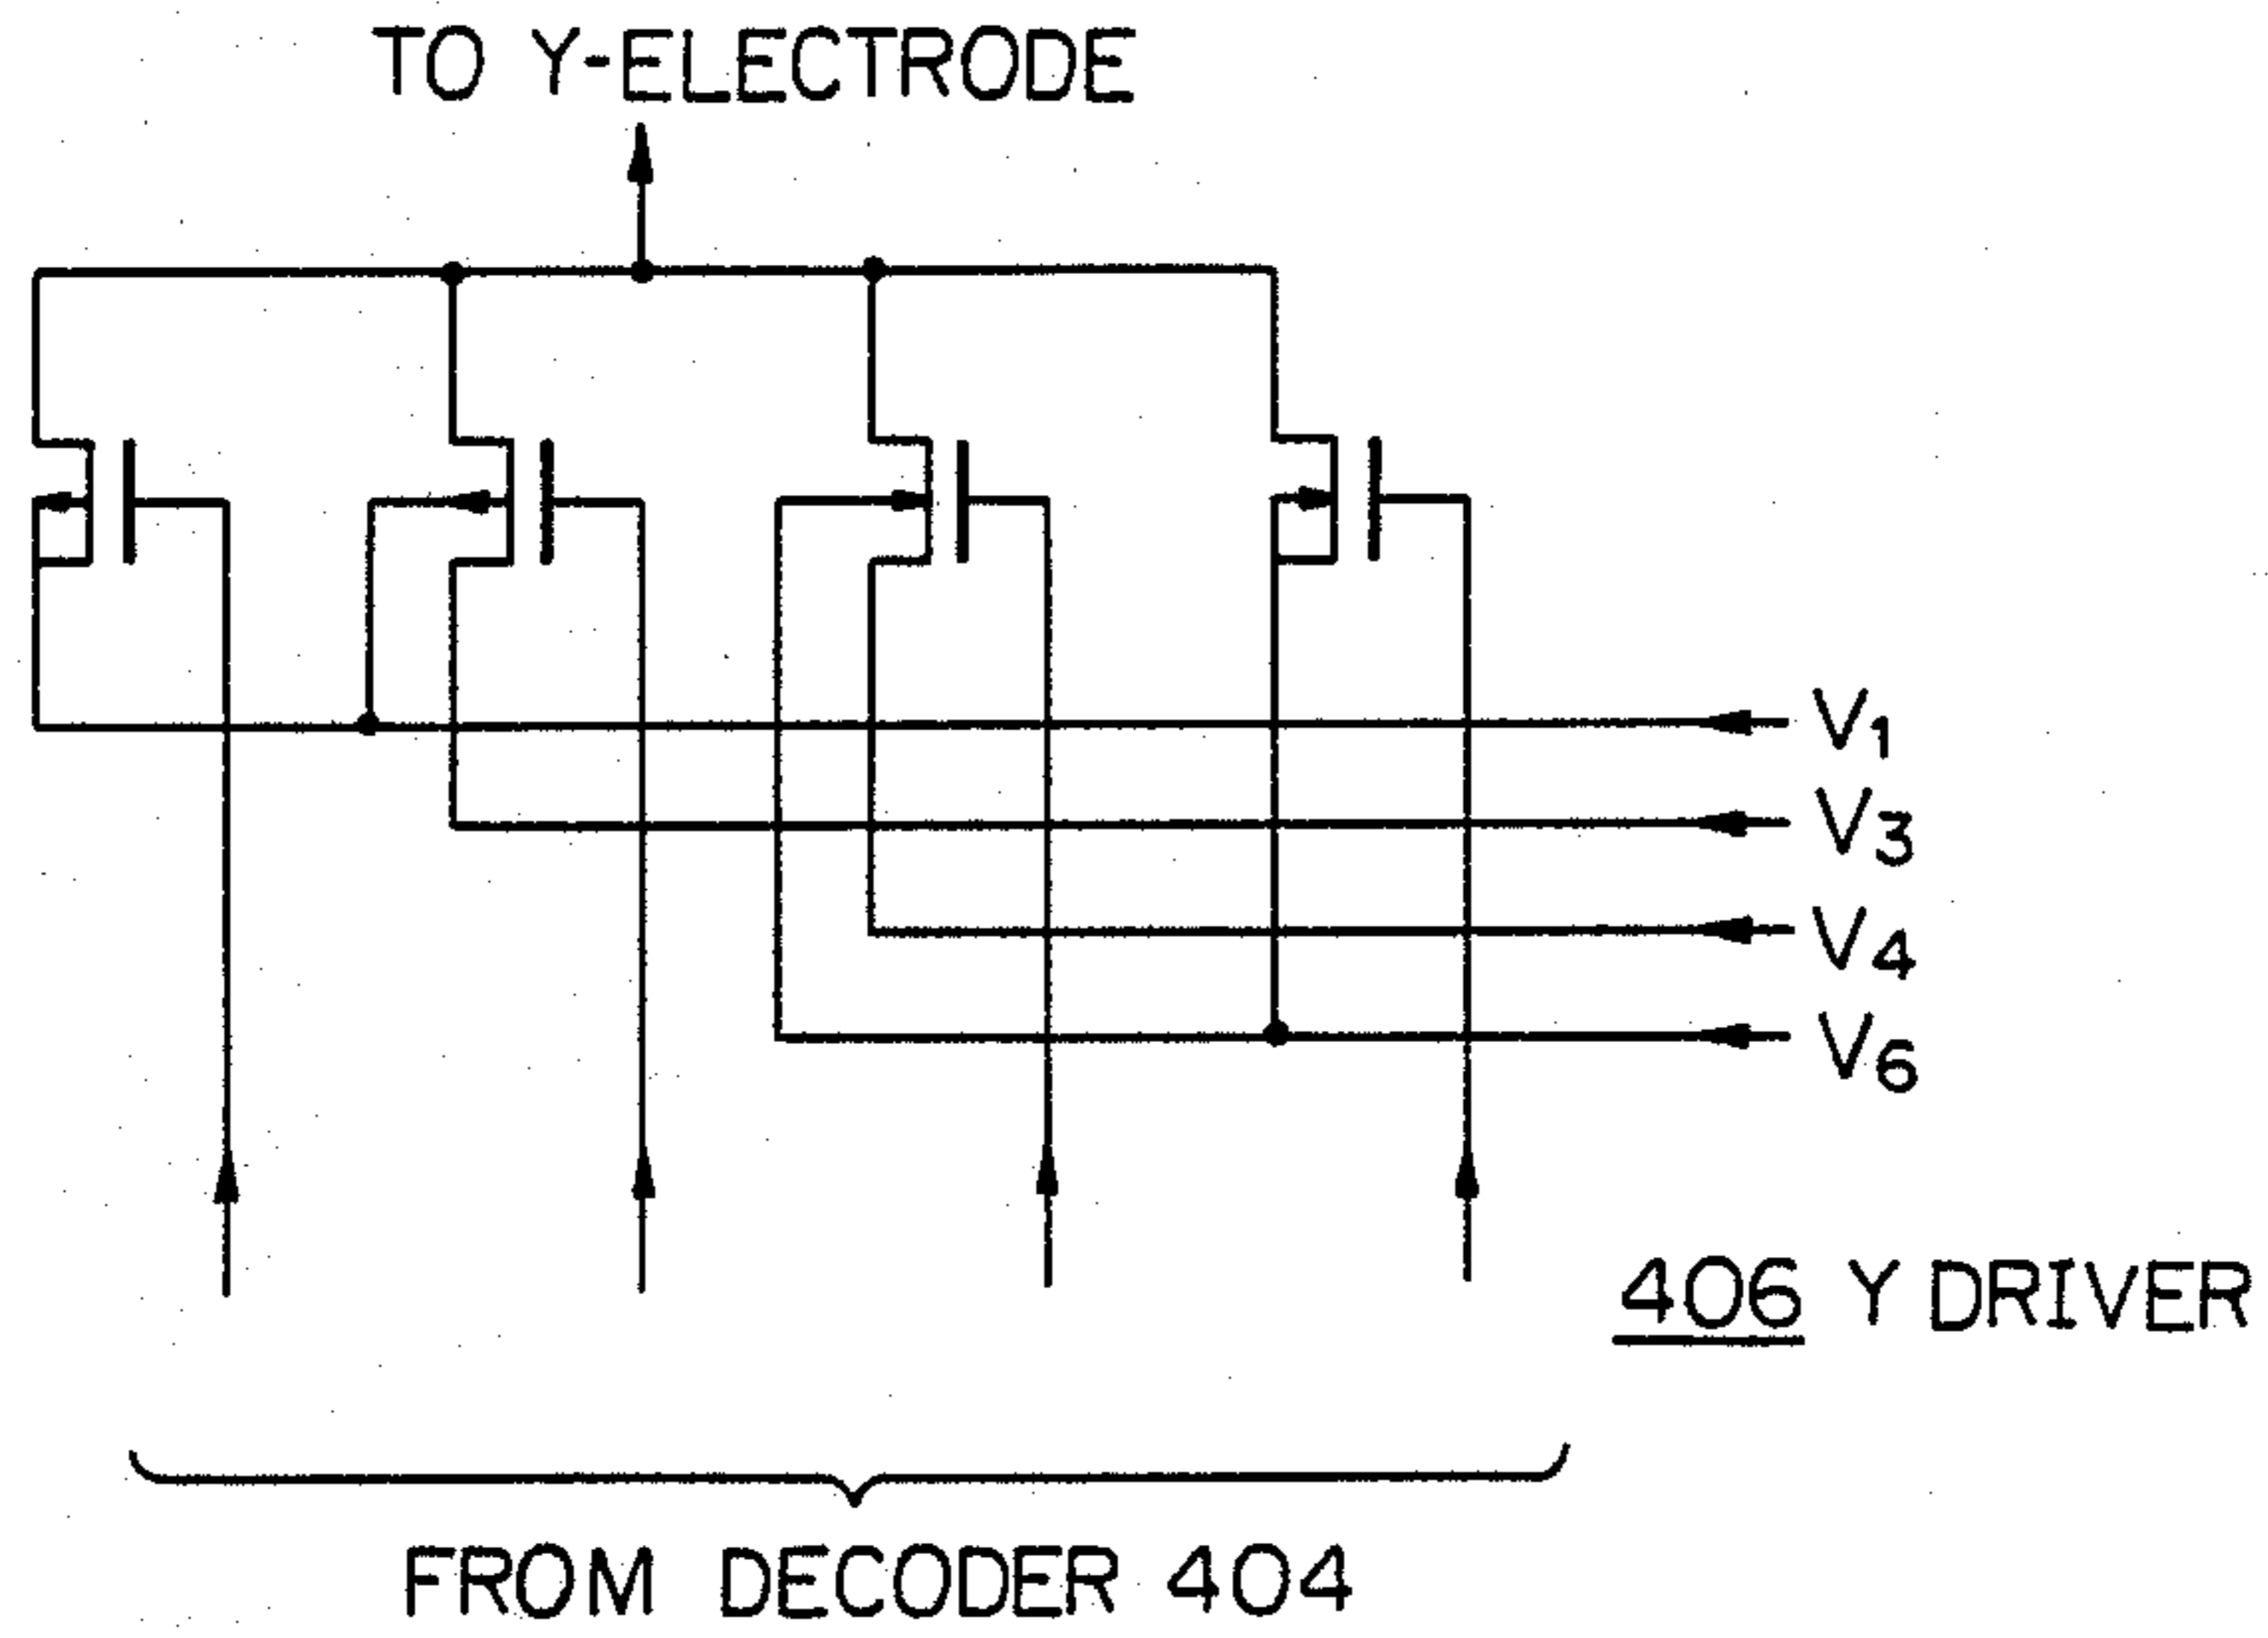 TO Y-ELECTRODE
V1
V3
V4
V6
406 Y DRIVER
FROM DECODER 404